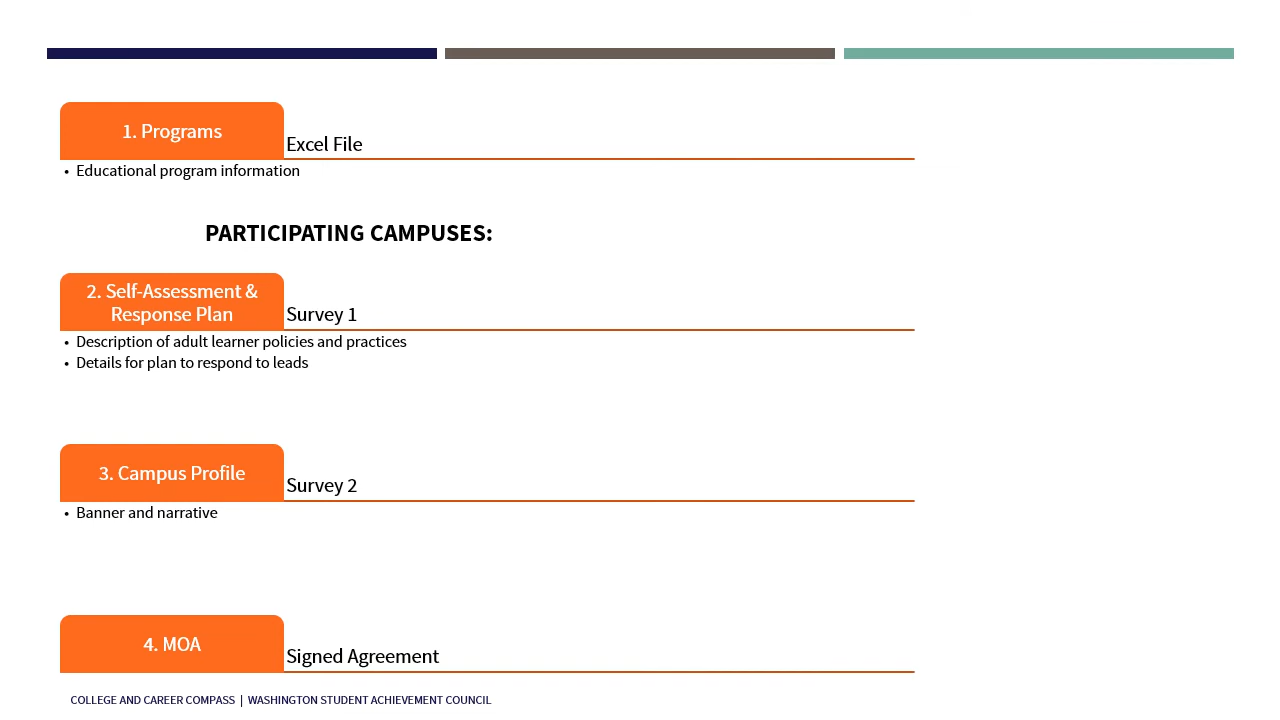 1. Programs
Excel File
• Educational program information
PARTICIPATING CAMPUSES:
2. Self-Assessment &
Response Plan
Survey 1
• Description of adult learner policies and practices
• Details for plan to respond to leads
3. Campus Profile
Survey 2
• Banner and narrative
4. MOA
Signed Agreement
COLLEGE AND CAREER COMPASS | WASHINGTON STUDENT ACHIEVEMENT COUNCIL